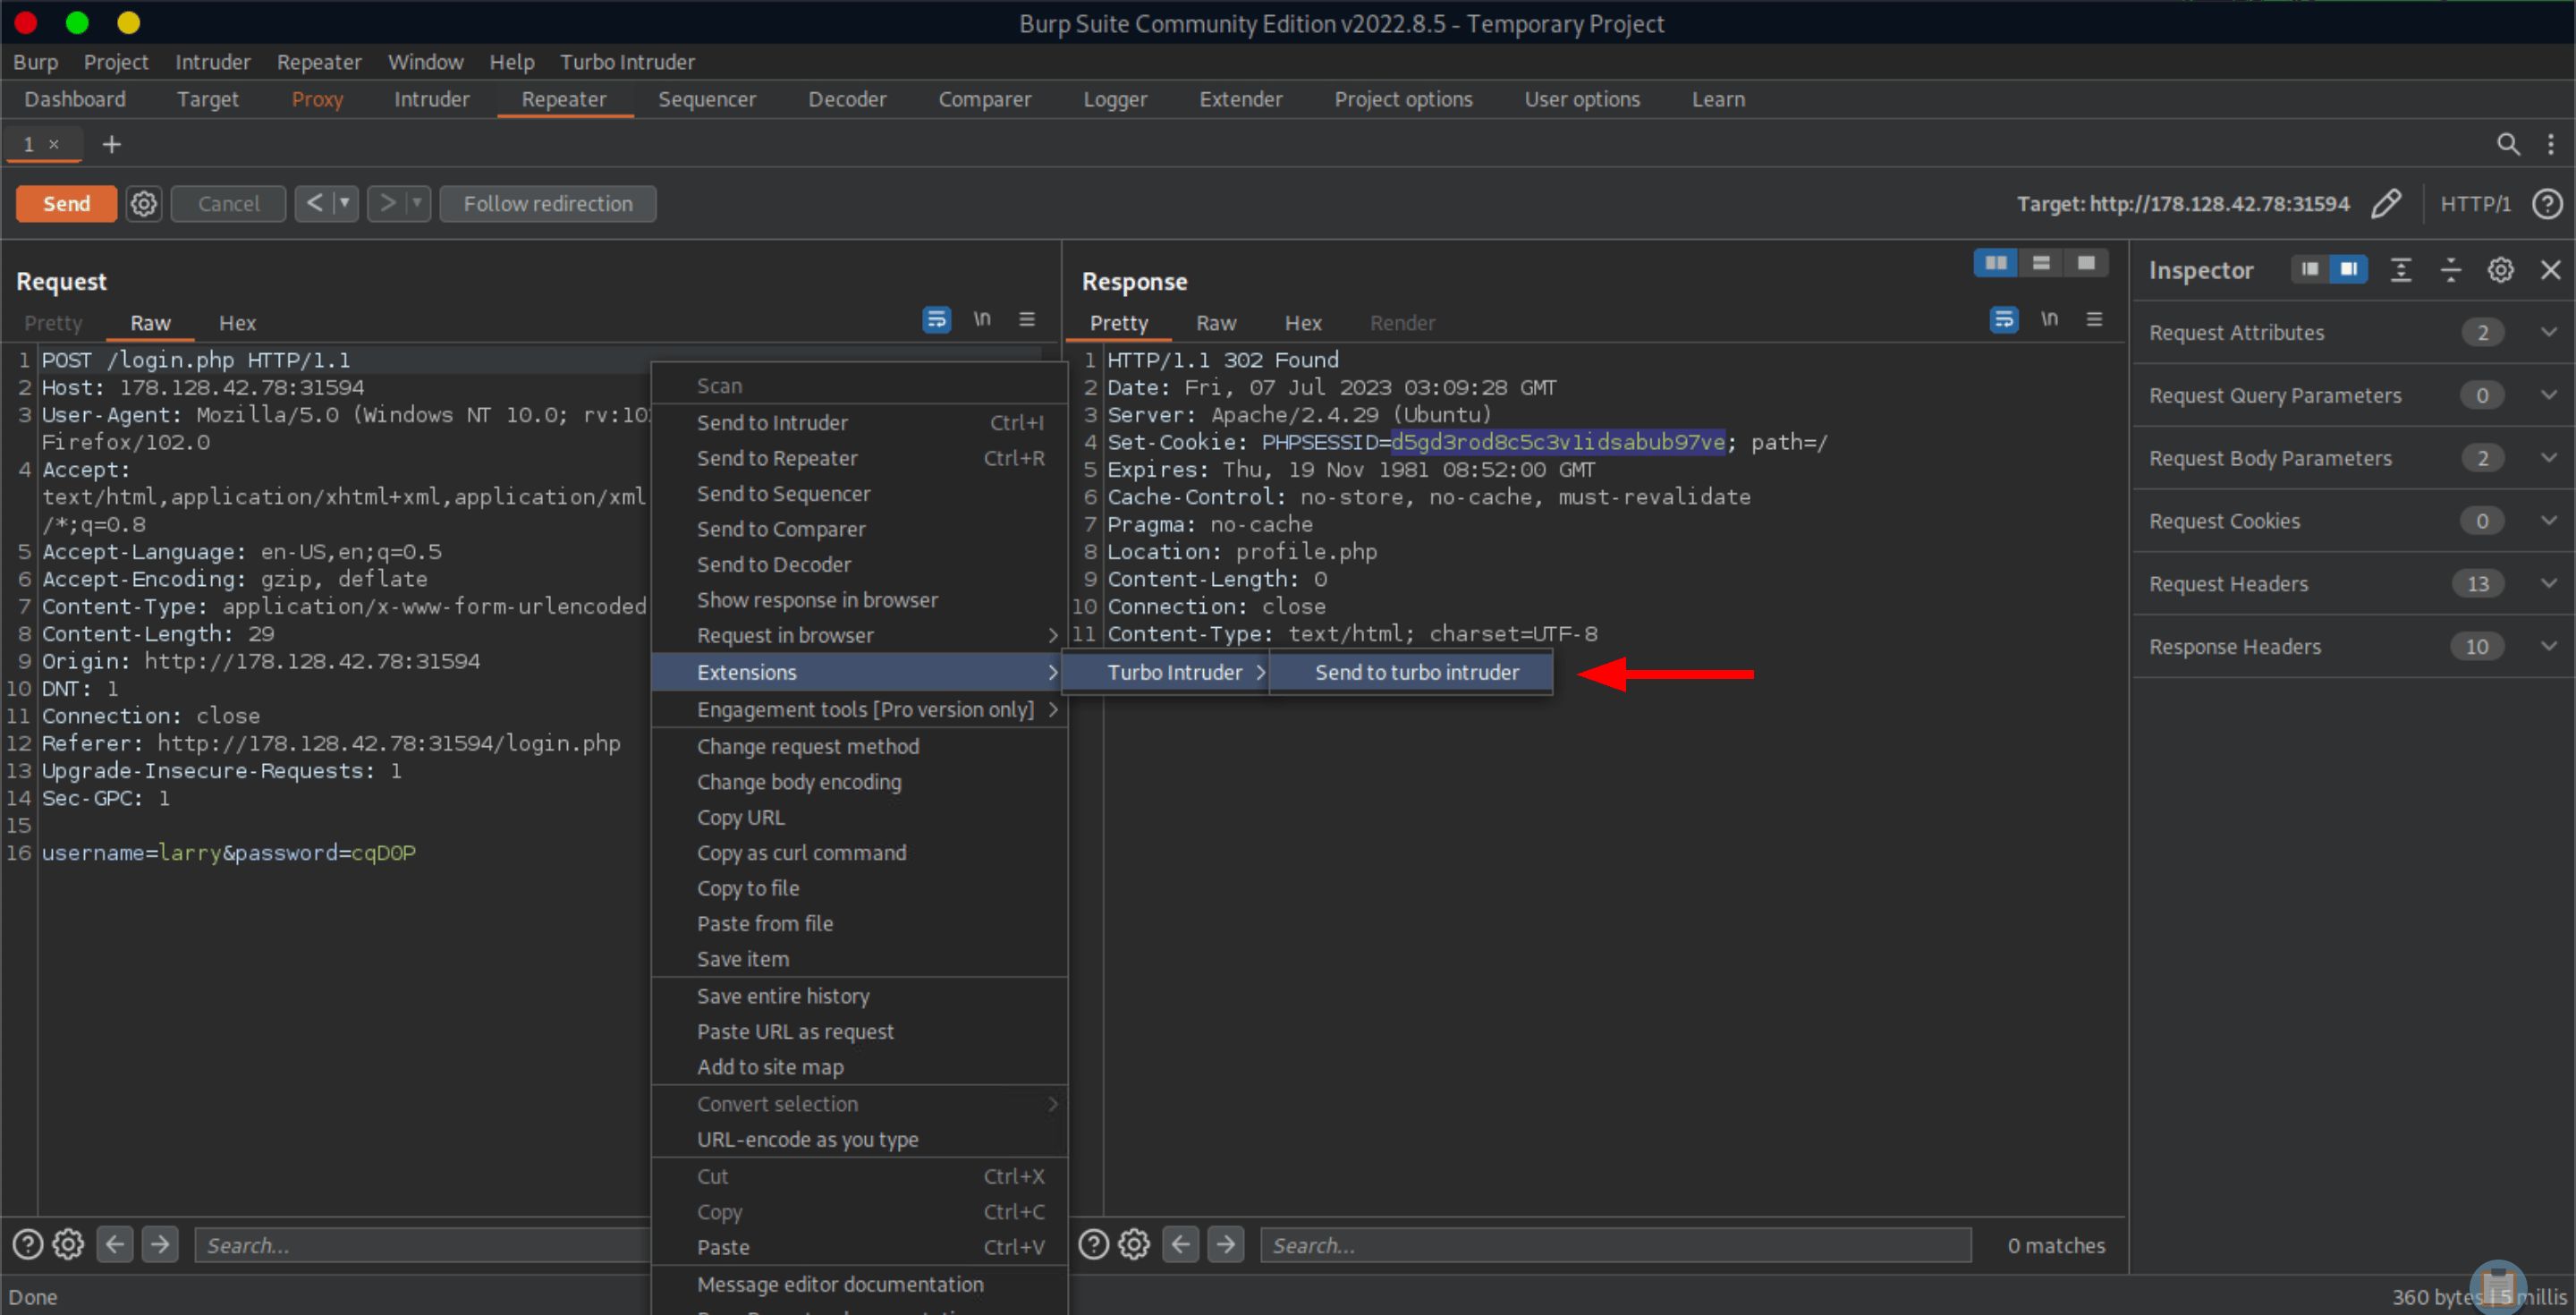 Burp Suite Community Edition v2022.8.5 - Temporary Project
Burp Project Intruder Repeater Window Help Turbo Intruder
Dashboard Target Proxy Intruder Repeater Sequencer Decoder Comparer Logger Extender Project options User options Learn
1 × +
Send Cancel < > Follow redirection Target: http://178.128.42.78:31594 HTTP/1
Request
Pretty Raw Hex \n
1 POST /login.php HTTP/1.1
2 Host: 178.128.42.78:31594
3 User-Agent: Mozilla/5.0 (Windows NT 10.0; rv:10
Firefox/102.0
4 Accept:
text/html,application/xhtml+xml,application/xml
/*;q=0.8
5 Accept-Language: en-US,en;q=0.5
6 Accept-Encoding: gzip, deflate
7 Content-Type: application/x-www-form-urlencoded
8 Content-Length: 29
9 Origin: http://178.128.42.78:31594
10 DNT: 1
11 Connection: close
12 Referer: http://178.128.42.78:31594/login.php
13 Upgrade-Insecure-Requests: 1
14 Sec-GPC: 1
15
16 username=larry&password=cqD0P
Scan
Send to Intruder Ctrl+I
Send to Repeater Ctrl+R
Send to Sequencer
Send to Comparer
Send to Decoder
Show response in browser
Request in browser >
Extensions >
Turbo Intruder >
Send to turbo intruder
Engagement tools [Pro version only] >
Change request method
Change body encoding
Copy URL
Copy as curl command
Copy to file
Paste from file
Save item
Save entire history
Paste URL as request
Add to site map
Convert selection >
URL-encode as you type
Cut Ctrl+X
Copy Ctrl+C
Paste Ctrl+V
Message editor documentation
Response
Pretty Raw Hex Render \n
1 HTTP/1.1 302 Found
2 Date: Fri, 07 Jul 2023 03:09:28 GMT
3 Server: Apache/2.4.29 (Ubuntu)
4 Set-Cookie: PHPSESSID=d5gd3rod8c5c3vlidsabub97ve; path=/
5 Expires: Thu, 19 Nov 1981 08:52:00 GMT
6 Cache-Control: no-store, no-cache, must-revalidate
7 Pragma: no-cache
8 Location: profile.php
9 Content-Length: 0
10 Connection: close
11 Content-Type: text/html; charset=UTF-8
Inspector
Request Attributes 2
Request Query Parameters 0
Request Body Parameters 2
Request Cookies 0
Request Headers 13
Response Headers 10
Search...
Search... 0 matches
Done
360 bytes | 5 millis